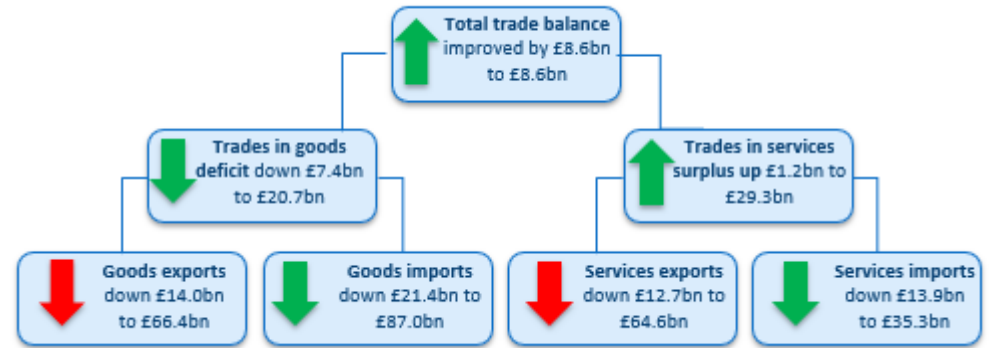 Total trade balance
improved by £8.6bn
to £8.6bn
Trades in goods
deficit down £7.4bn
to £20.7bn
Trades in services
surplus up £1.2bn to
£29.3bn
Goods exports
down £14.0bn
to £66.4bn
Goods imports
down £21.4bn to
£87.0bn
Services exports
down £12.7bn to
£64.6bn
Services imports
down £13.9bn
to £35.3bn